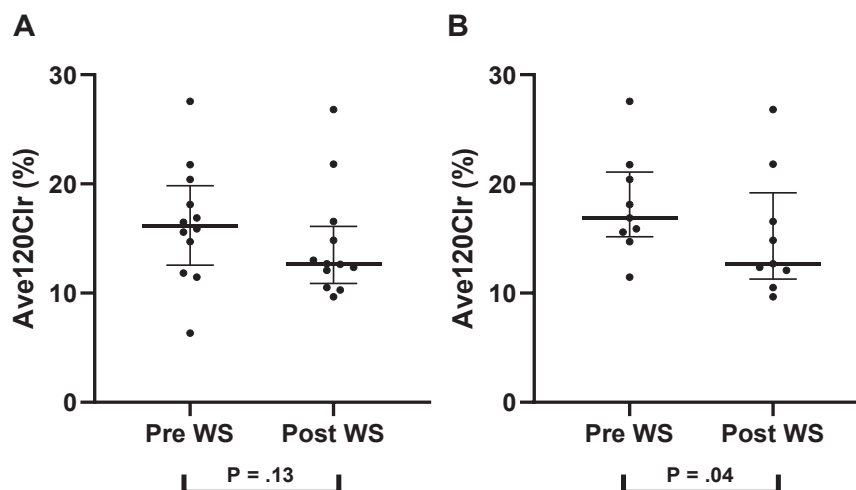 A
Ave120Clr (%)
30
20
10
0
Pre WS Post WS
P = .13
B
Ave120Clr (%)
30
20
10
0
Pre WS Post WS
P = .04